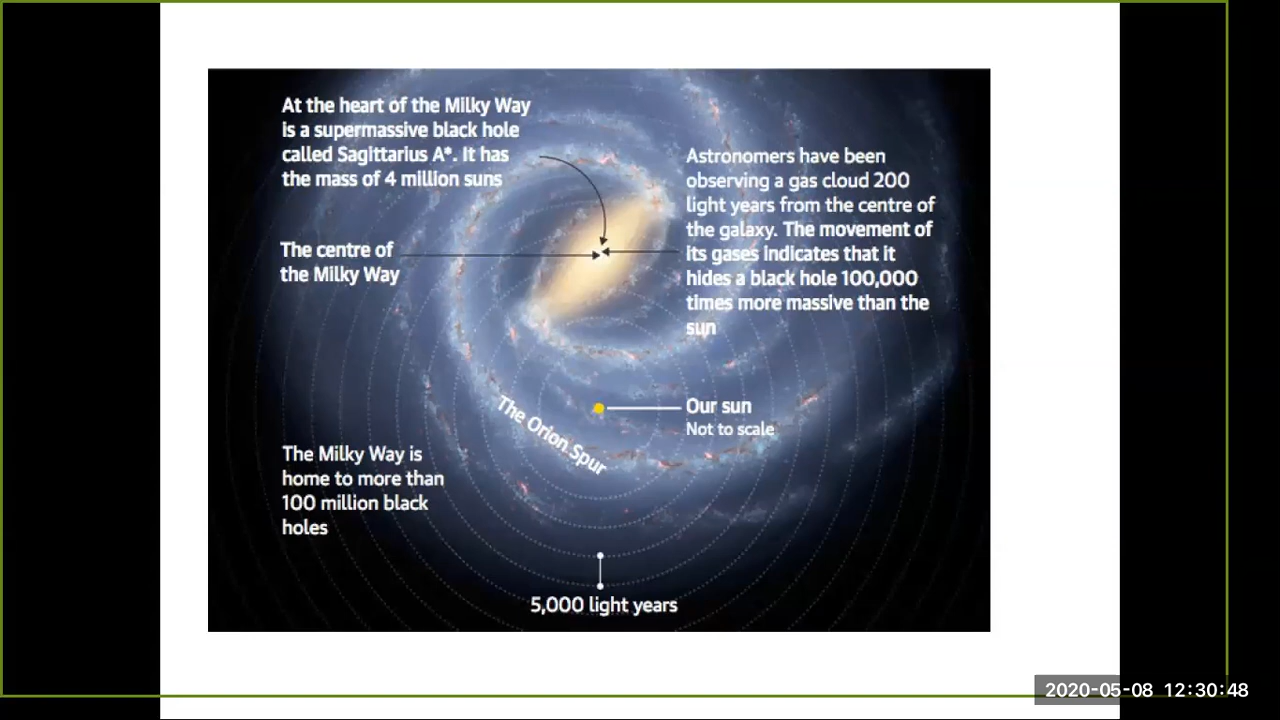 At the heart of the Milky Way
is a supermassive black hole
called Sagittarius A*. It has
the mass of 4 million suns
Astronomers have been
observing a gas cloud 200
light years from the centre of
the galaxy. The movement of
its gases indicates that it
hides a black hole 100,000
times more massive than the
sun
The centre of
the Milky Way
Our sun
Not to scale
The Orion Spur
The Milky Way is
home to more than
100 million black
holes
5,000 light years
2020-05-08 12:30:48